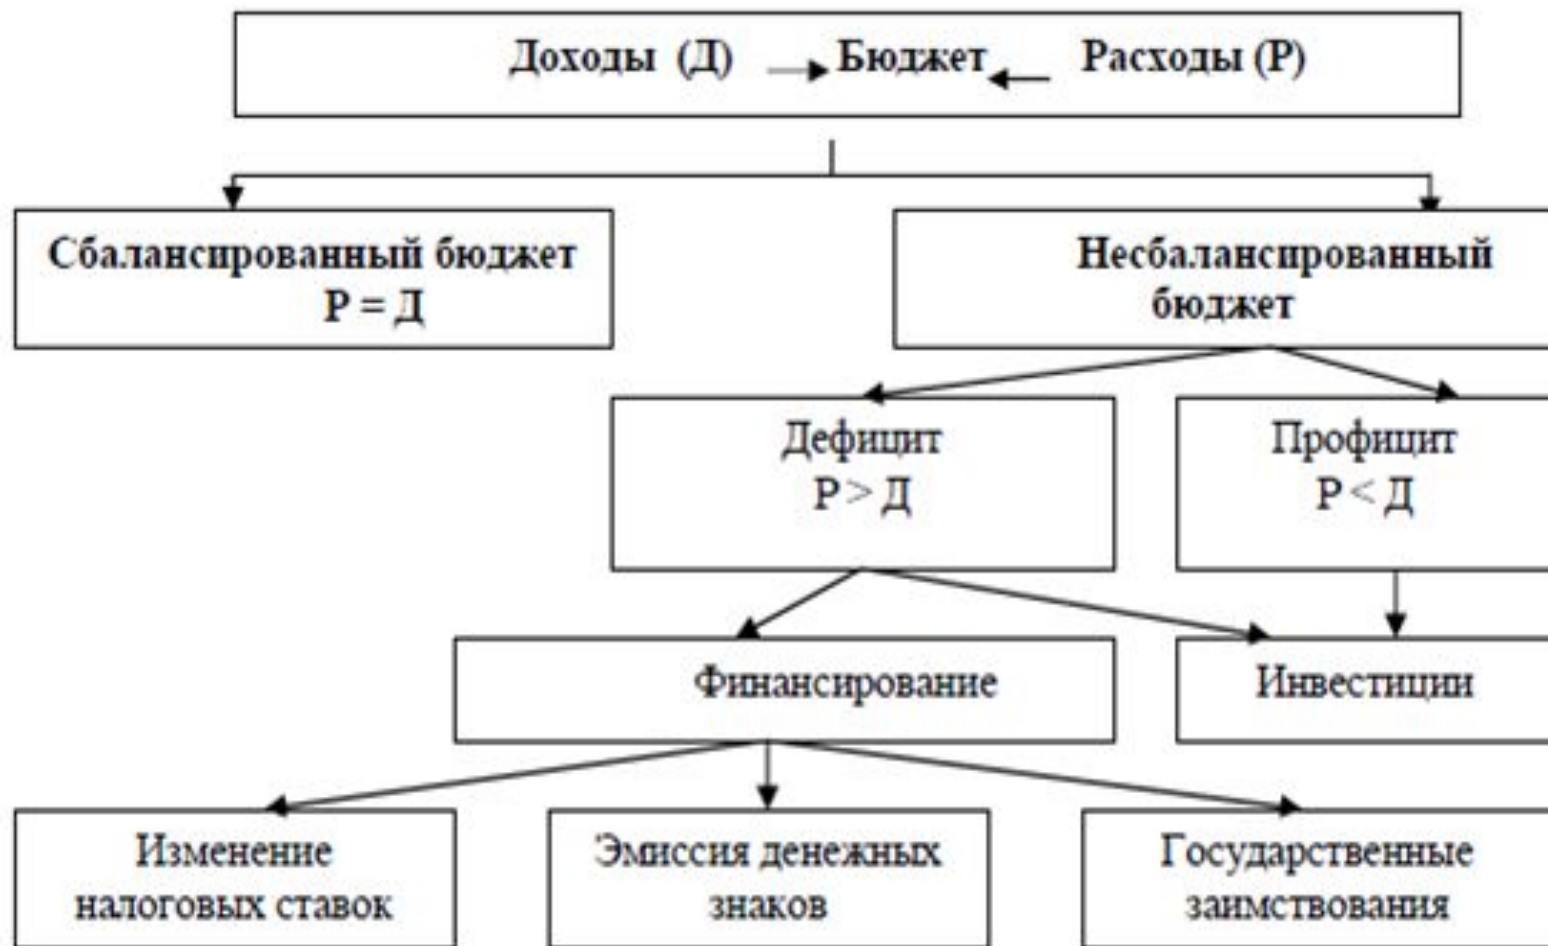 Доходы (Д) Бюджет Расходы (Р)
Сбалансированный бюджет
Р = Д
Несбалансированный
бюджет
Дефицит
Р > Д
Профицит
Р < Д
Финансирование
Инвестиции
Изменение
налоговых ставок
Эмиссия денежных
знаков
Государственные
заимствования